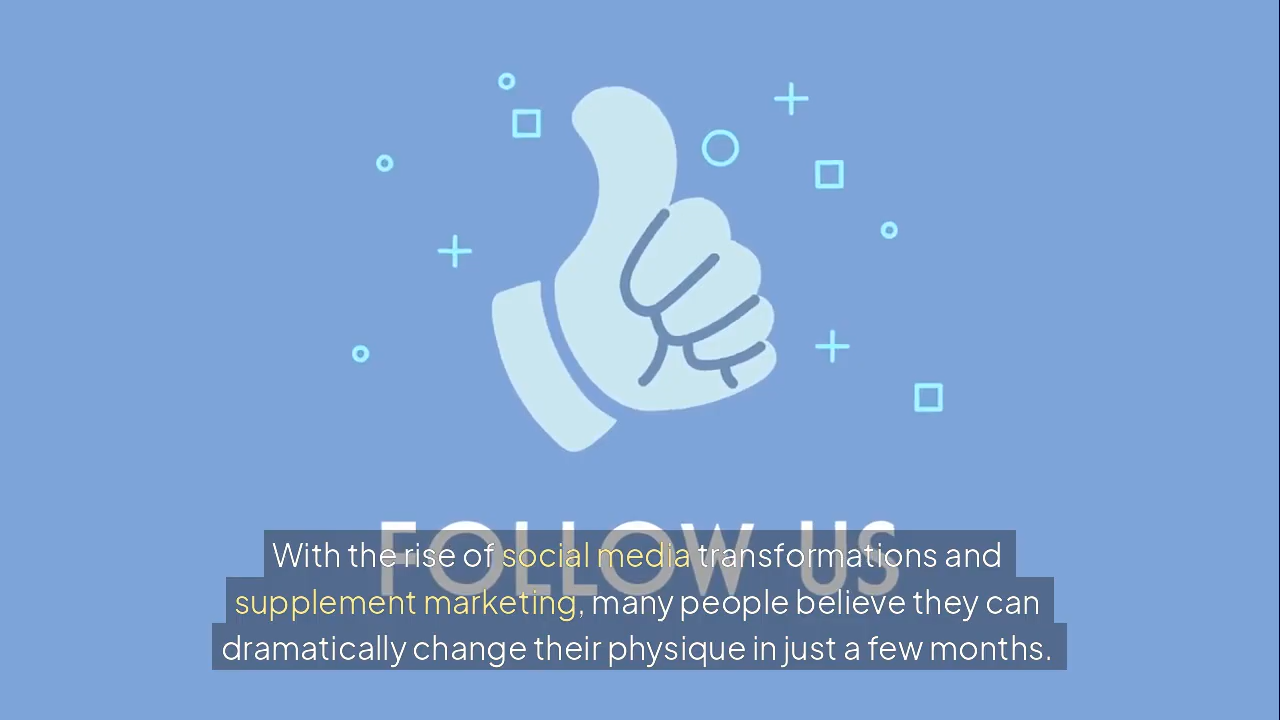 FOLLOW US
With the rise of social media transformations and
supplement marketing, many people believe they can
dramatically change their physique in just a few months.